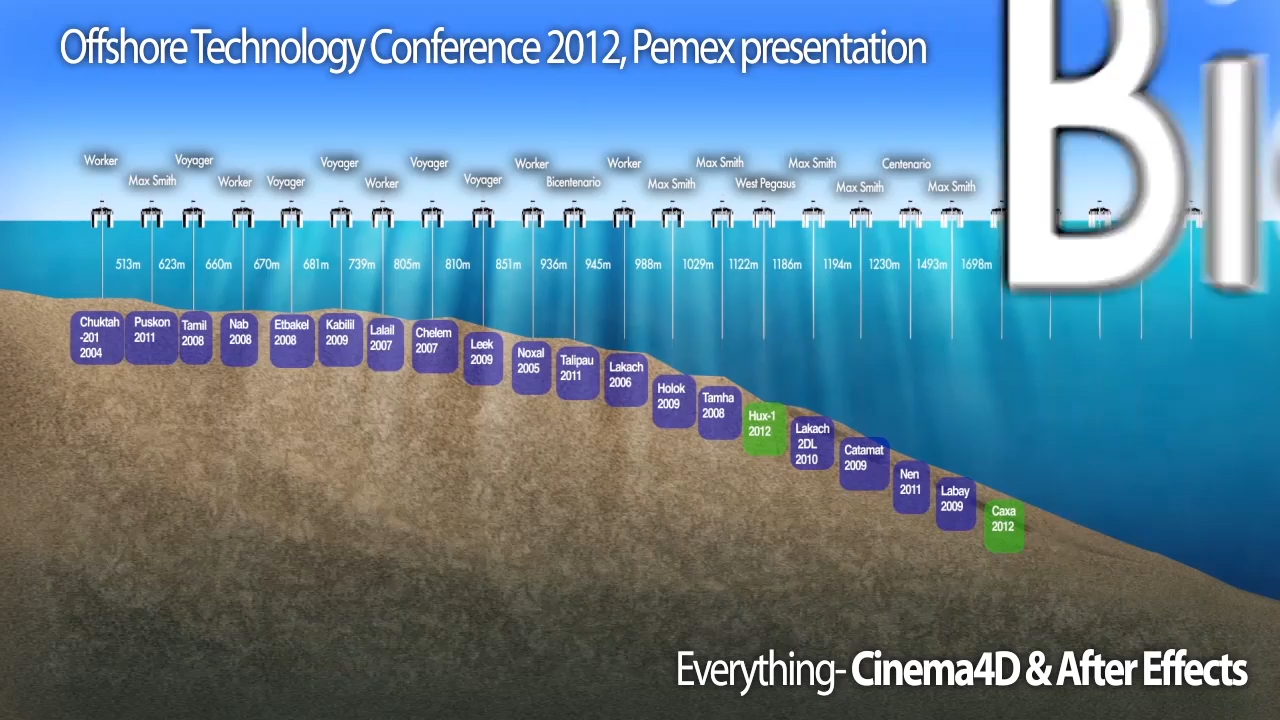 Offshore Technology Conference 2012, Pemex presentation
Bi
Worker
Max Smith
Voyager
Worker
Voyager
Voyager
Worker
Voyager
Voyager
Worker
Bicentenario
Worker
Max Smith
Max Smith
West Pegasus
Max Smith
Max Smith
Centenario
Max Smith
513m
623m
660m
670m
681m
739m
805m
810m
851m
936m
945m
988m
1029m
1122m
1186m
1194m
1230m
1493m
1698m
Chuktah
-201
2004
Puskon
2011
Tamil
2008
Nab
2008
Etbakel
2008
Kabilil
2009
Lalail
2007
Chelem
2007
Leek
2009
Noxal
2005
Talipau
2011
Lakach
2006
Holok
2009
Tamha
2008
Hux-1
2012
Lakach
2DL
2010
Catamat
2009
Nen
2011
Labay
2009
Caxa
2012
Everything- Cinema4D & After Effects